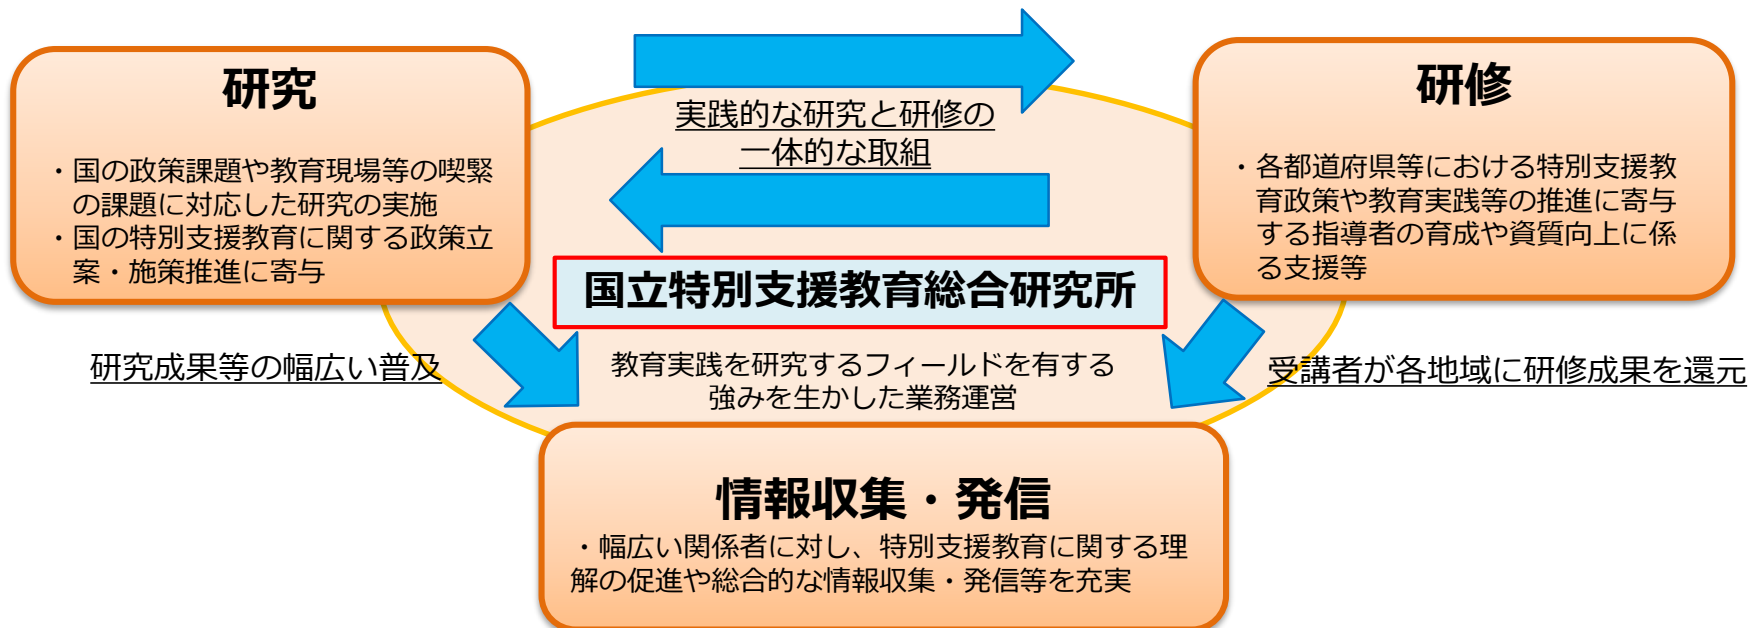 研究
・国の政策課題や教育現場等の喫緊
の課題に対応した研究の実施
・国の特別支援教育に関する政策立
案・施策推進に寄与
実践的な研究と研修の
一体的な取組
研修
・各都道府県等における特別支援教
育政策や教育実践等の推進に寄与
する指導者の育成や資質向上に係
る支援等
国立特別支援教育総合研究所
研究成果等の幅広い普及
教育実践を研究するフィールドを有する
強みを生かした業務運営
受講者が各地域に研修成果を還元
情報収集・発信
・幅広い関係者に対し、特別支援教育に関する理
解の促進や総合的な情報収集・発信等を充実